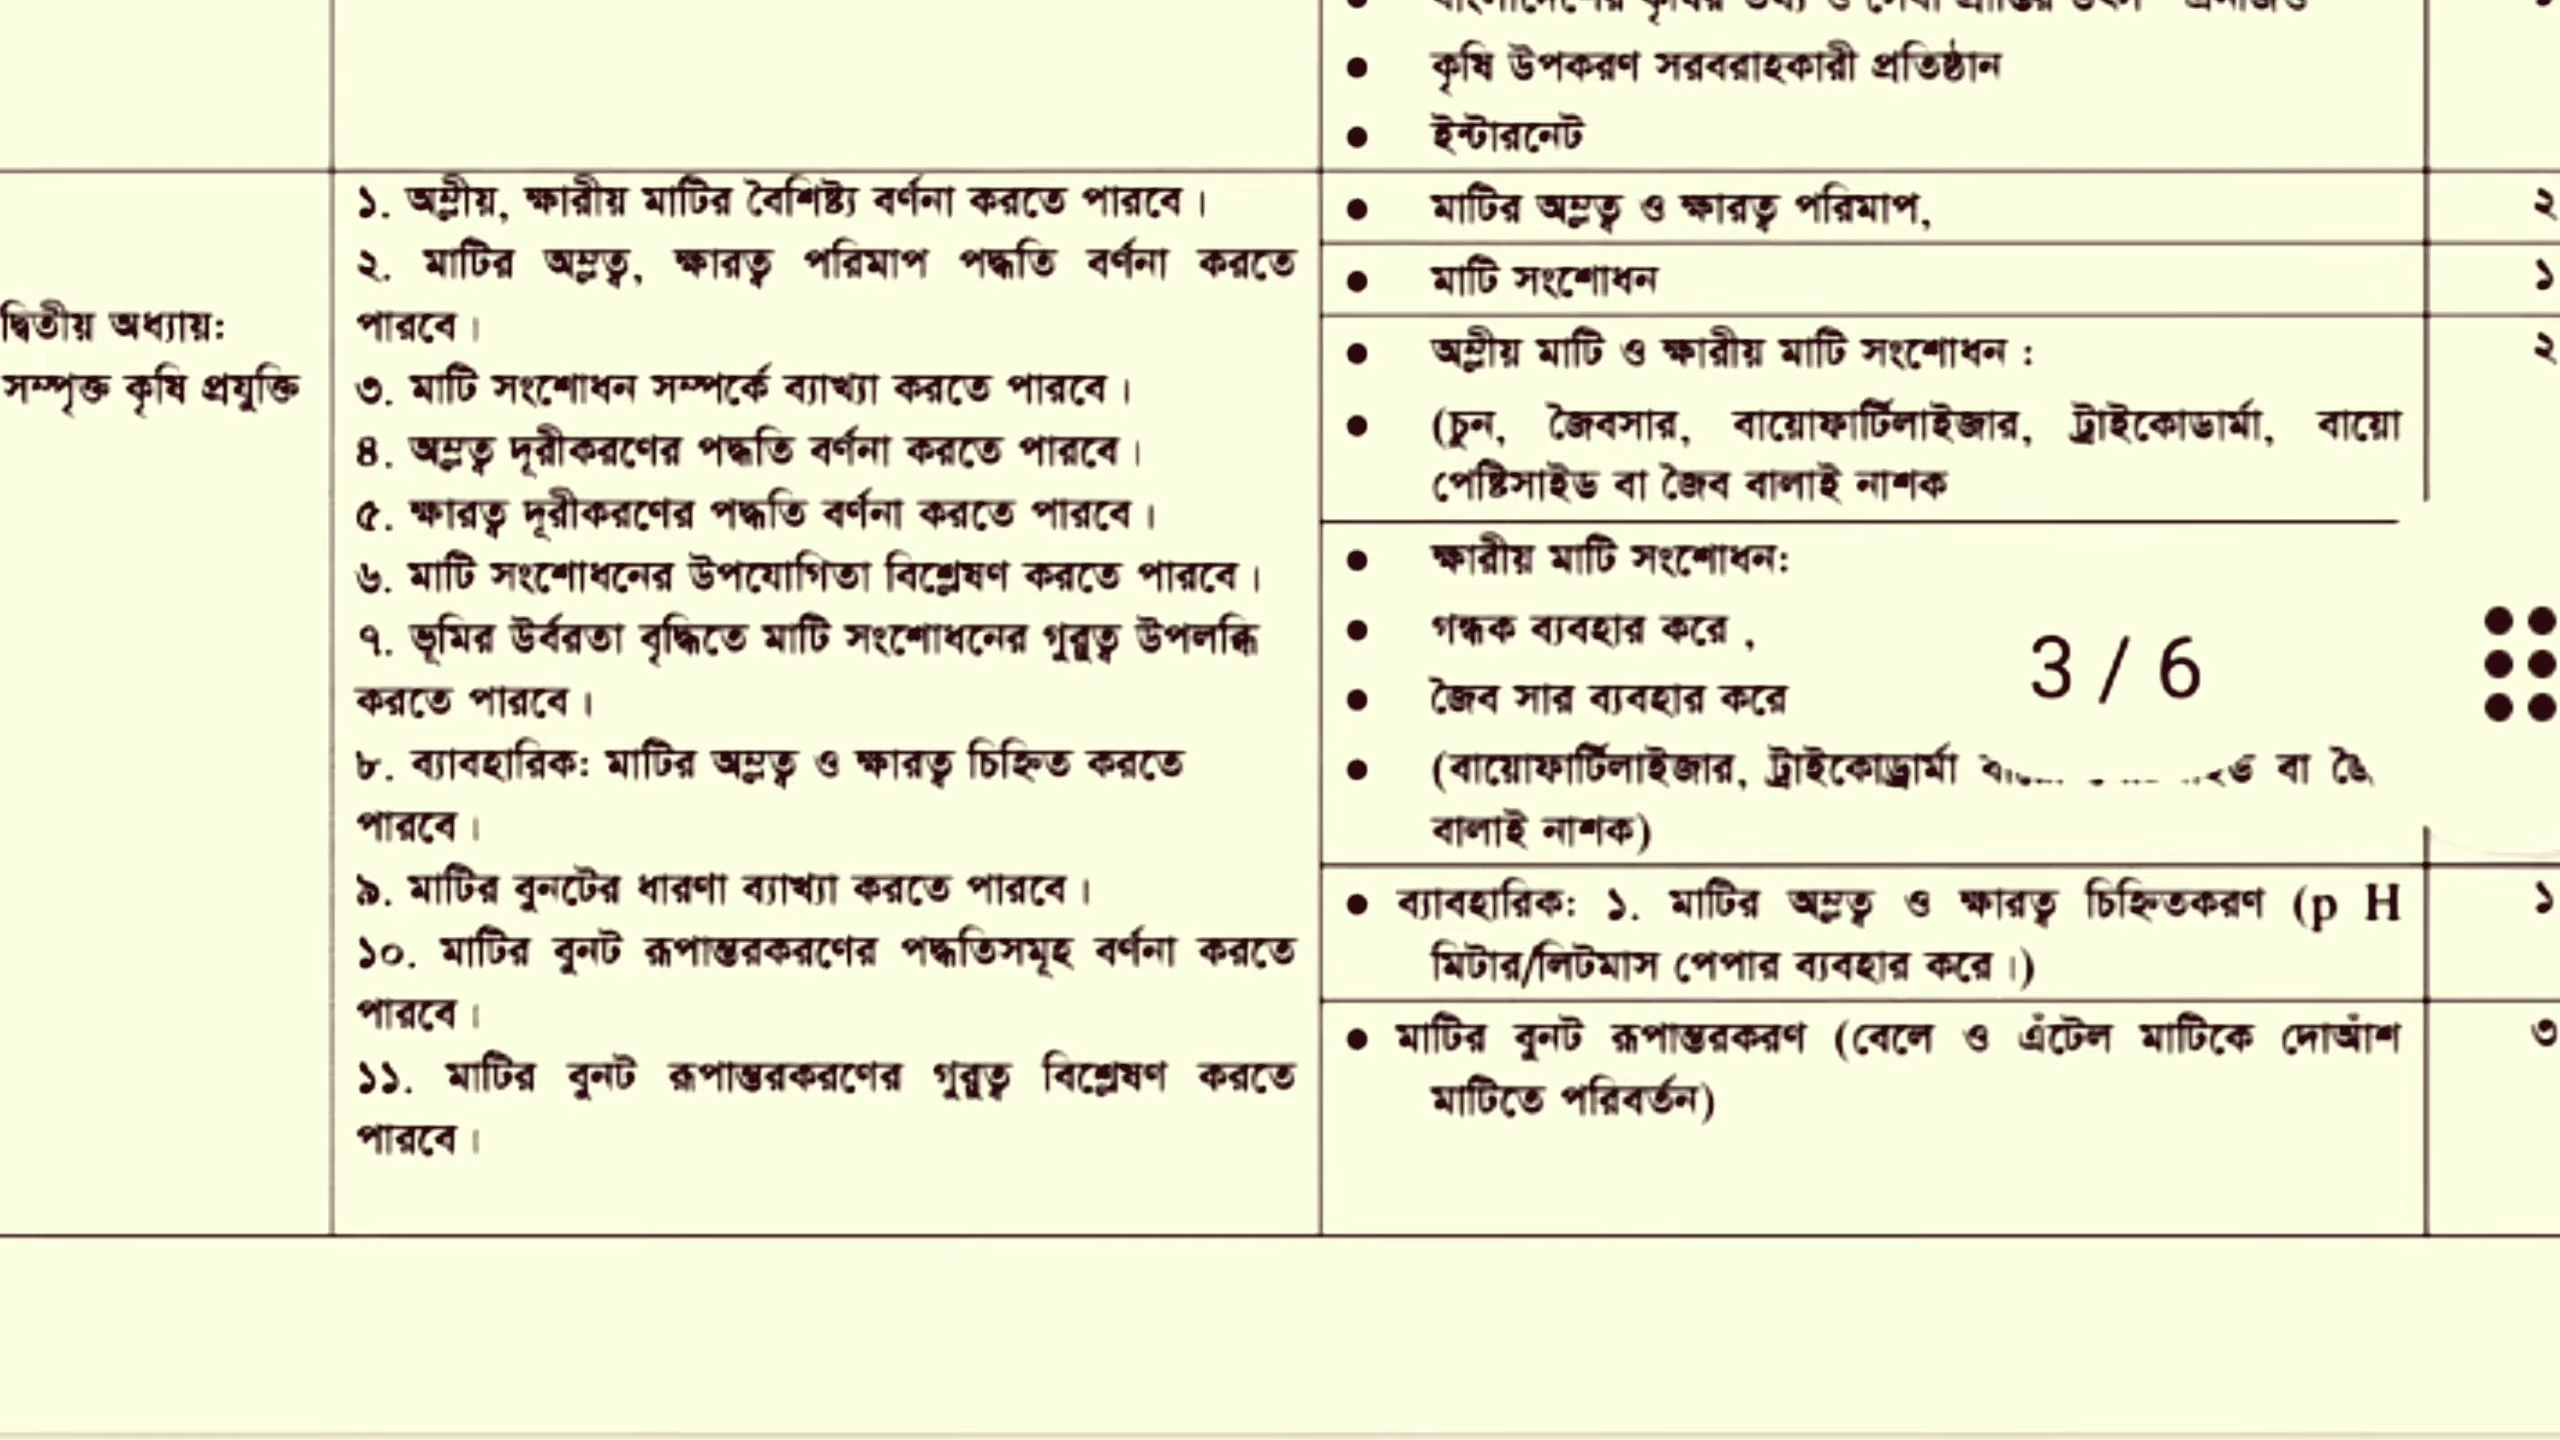 কৃষি উপকরণ সরবরাহকারী প্রতিষ্ঠান
ইন্টারনেট
দ্বিতীয় অধ্যায়:
সম্পৃক্ত কৃষি প্রযুক্তি
১. অম্লীয়, ক্ষারীয় মাটির বৈশিষ্ট্য বর্ণনা করতে পারবে।
২. মাটির অম্লত্ব, ক্ষারত্ব পরিমাপ পদ্ধতি বর্ণনা করতে
পারবে।
৩. মাটি সংশোধন সম্পর্কে ব্যাখ্যা করতে পারবে।
৪. অম্লত্ব দূরীকরণের পদ্ধতি বর্ণনা করতে পারবে।
৫. ক্ষারত্ব দূরীকরণের পদ্ধতি বর্ণনা করতে পারবে।
৬. মাটি সংশোধনের উপযোগিতা বিশ্লেষণ করতে পারবে।
৭. ভূমির উর্বরতা বৃদ্ধিতে মাটি সংশোধনের গুরুত্ব উপলব্ধি
করতে পারবে।
৮. ব্যাবহারিক: মাটির অম্লত্ব ও ক্ষারত্ব চিহ্নিত করতে
পারবে।
৯. মাটির বুনটের ধারণা ব্যাখ্যা করতে পারবে।
১০. মাটির বুনট রূপান্তরকরণের পদ্ধতিসমূহ বর্ণনা করতে
পারবে।
১১. মাটির বুনট রূপান্তরকরণের গুরুত্ব বিশ্লেষণ করতে
পারবে।
মাটির অম্লত্ব ও ক্ষারত্ব পরিমাপ, ২
মাটি সংশোধন ১
অম্লীয় মাটি ও ক্ষারীয় মাটি সংশোধন : ২
(চুন, জৈবসার, বায়োফার্টিলাইজার, ট্রাইকোডার্মা, বায়ো
পেষ্টিসাইড বা জৈব বালাই নাশক
ক্ষারীয় মাটি সংশোধন:
গন্ধক ব্যবহার করে ,
3 / 6
জৈব সার ব্যবহার করে
(বায়োফার্টিলাইজার, ট্রাইকোড্রার্মা বা
বালাই নাশক)
ব্যাবহারিক: ১. মাটির অম্লত্ব ও ক্ষারত্ব চিহ্নিতকরণ (p H ১
মিটার/লিটমাস পেপার ব্যবহার করে।)
মাটির বুনট রূপান্তরকরণ (বেলে ও এঁটেল মাটিকে দোআঁশ ৩
মাটিতে পরিবর্তন)